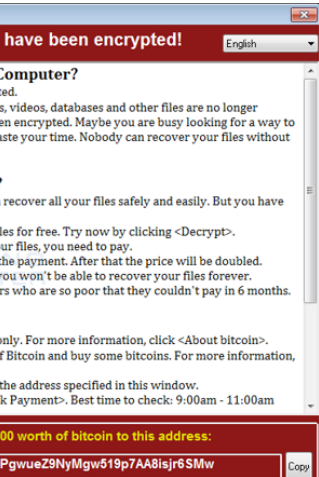 have been encrypted!
English
Computer?
ted.
s, videos, databases and other files are no longer
en encrypted. Maybe you are busy looking for a way to
aste your time. Nobody can recover your files without
?
recover all your files safely and easily. But you have
les for free. Try now by clicking <Decrypt>.
ur files, you need to pay.
the payment. After that the price will be doubled.
you won't be able to recover your files forever.
rs who are so poor that they couldn't pay in 6 months.
only. For more information, click <About bitcoin>.
f Bitcoin and buy some bitcoins. For more information,
the address specified in this window.
k Payment>. Best time to check: 9:00am - 11:00am
00 worth of bitcoin to this address:
PgwueZ9NyMgw519p7AA8isjr6SMw
Copy